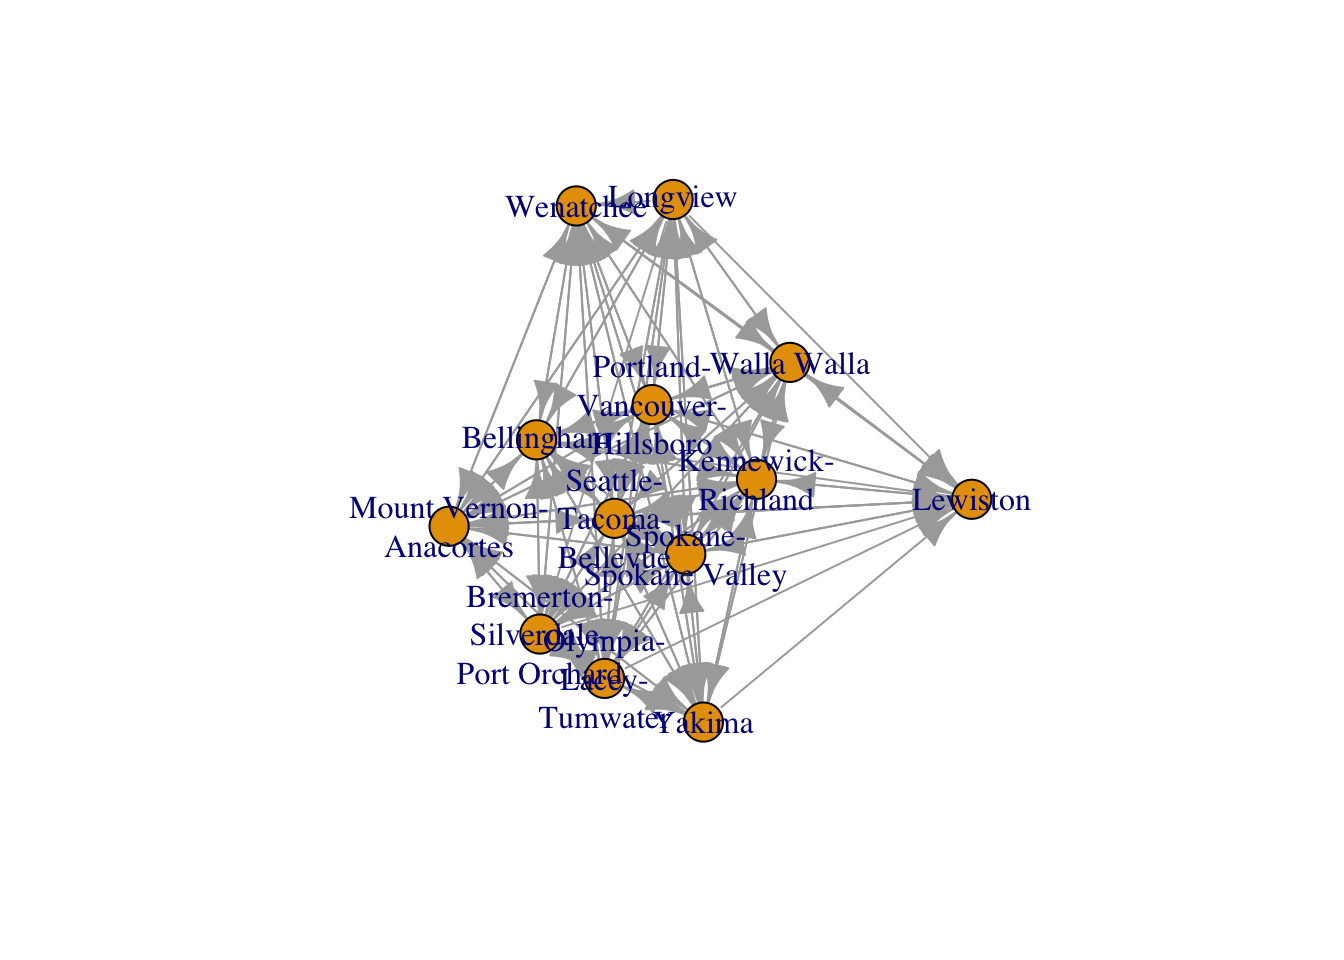 Wenatchee
Longview
Portland-
Vancouver-
Hillsboro
Walla Walla
Bellingham
Kennewick-
Richland
Seattle-
Tacoma-
Bellevue
Lewiston
Mount Vernon-
Anacortes
Spokane-
Spokane Valley
Bremerton-
Silverdale-
Port Orchard
Olympia-
Lacey-
Tumwater
Yakima